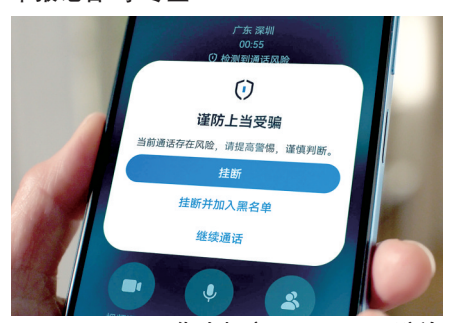 广东 深圳
00:55
检测到通话风险
谨防上当受骗
当前通话存在风险，请提高警惕，谨慎判断。
挂断
挂断并加入黑名单
继续通话